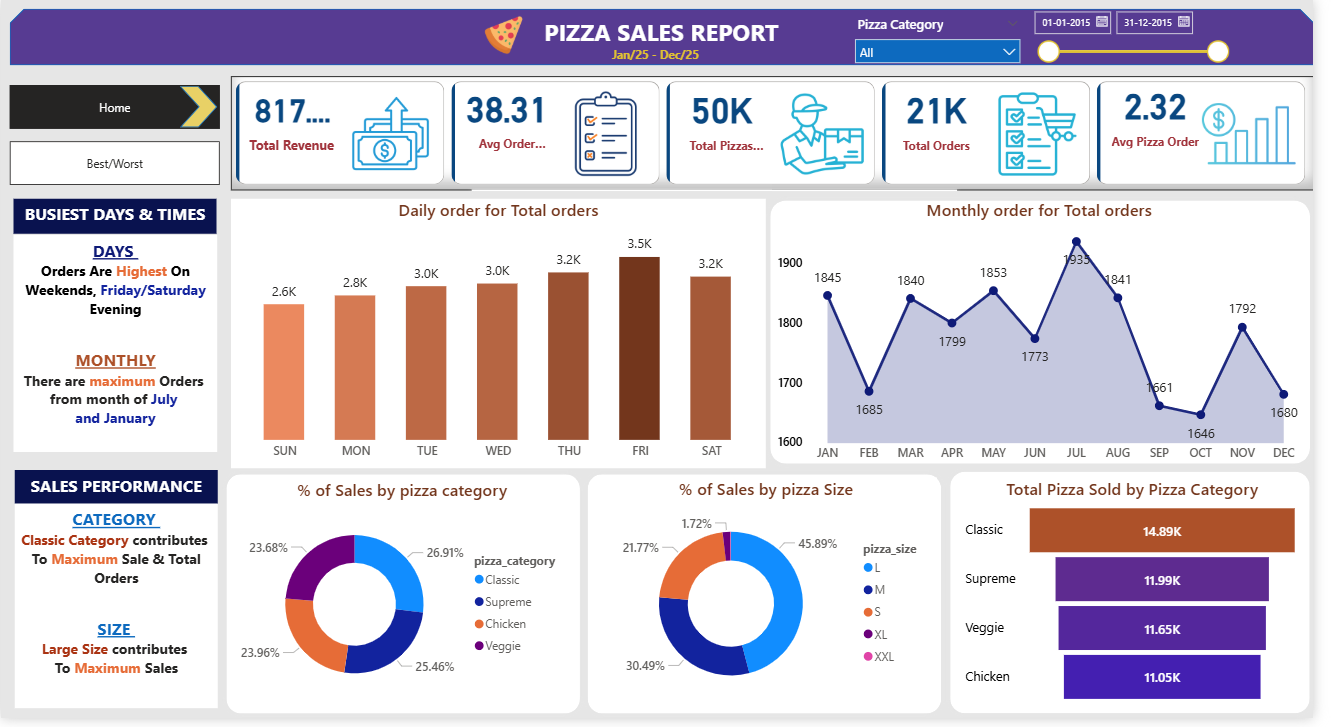 PIZZA SALES REPORT
Jan/25 - Dec/25
Pizza Category
All
01-01-2015
31-12-2015
Home
Best/Worst
817....
Total Revenue
38.31
Avg Order...
50K
Total Pizzas...
21K
Total Orders
2.32
Avg Pizza Order
BUSIEST DAYS & TIMES
DAYS
Orders Are Highest On
Weekends, Friday/Saturday
Evening
MONTHLY
There are maximum Orders
from month of July
and January
SALES PERFORMANCE
CATEGORY
Classic Category contributes
To Maximum Sale & Total
Orders
SIZE
Large Size contributes
To Maximum Sales
Daily order for Total orders
2.6K
2.8K
3.0K
3.0K
3.2K
3.5K
3.2K
SUN
MON
TUE
WED
THU
FRI
SAT
Monthly order for Total orders
1900
1800
1700
1600
1845
1685
1840
1799
1853
1773
1935
1841
1661
1646
1792
1680
JAN
FEB
MAR
APR
MAY
JUN
JUL
AUG
SEP
OCT
NOV
DEC
% of Sales by pizza category
23.68%
26.91%
23.96%
25.46%
pizza_category
Classic
Supreme
Chicken
Veggie
% of Sales by pizza Size
1.72%
21.77%
45.89%
30.49%
pizza_size
L
M
S
XL
XXL
Total Pizza Sold by Pizza Category
Classic
14.89K
Supreme
11.99K
Veggie
11.65K
Chicken
11.05K